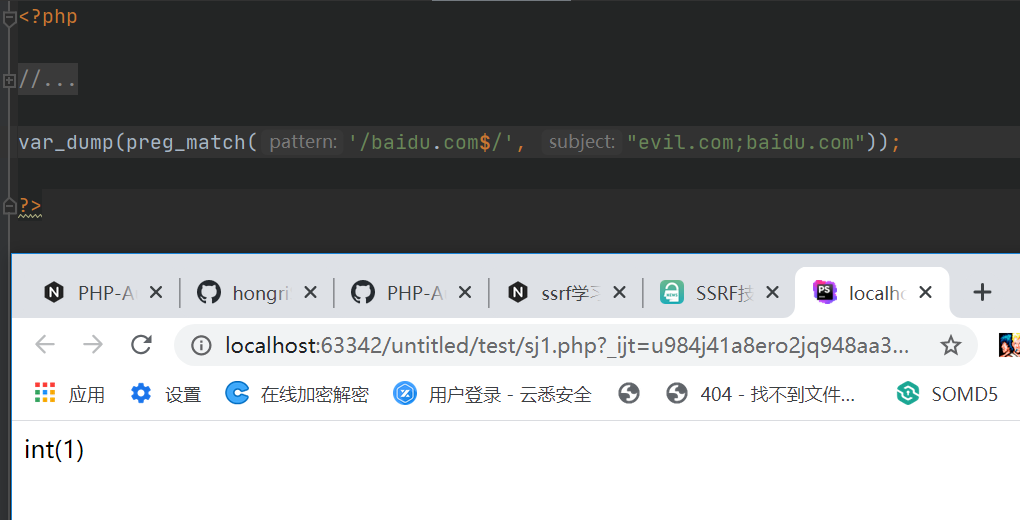 <?php
//...
var_dump(preg_match( pattern: '/baidu.com$/', subject: "evil.com;baidu.com"));
?>
PHP-A hongri PHP-A ssrf学 SSRF技 localho
localhost:63342/untitled/test/sj1.php?_ijt=u984j41a8ero2jq948aa3...
应用 设置 在线加密解密 用户登录 - 云悉安全 404 - 找不到文件... SOMD5
int(1)